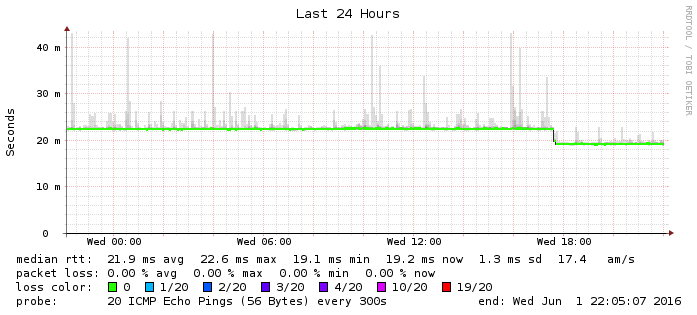 Last 24 Hours
RRDTOOL / TOBI OETIKER
Seconds
40 m
30 m
20 m
10 m
0
Wed 00:00 Wed 06:00 Wed 12:00 Wed 18:00
median rtt: 21.9 ms avg 22.6 ms max 19.1 ms min 19.2 ms now 1.3 ms sd 17.4 am/s
packet loss: 0.00 % avg 0.00 % max 0.00 % min 0.00 % now
loss color: 0 1/20 2/20 3/20 4/20 10/20 19/20
probe: 20 ICMP Echo Pings (56 Bytes) every 300s end: Wed Jun 1 22:05:07 2016